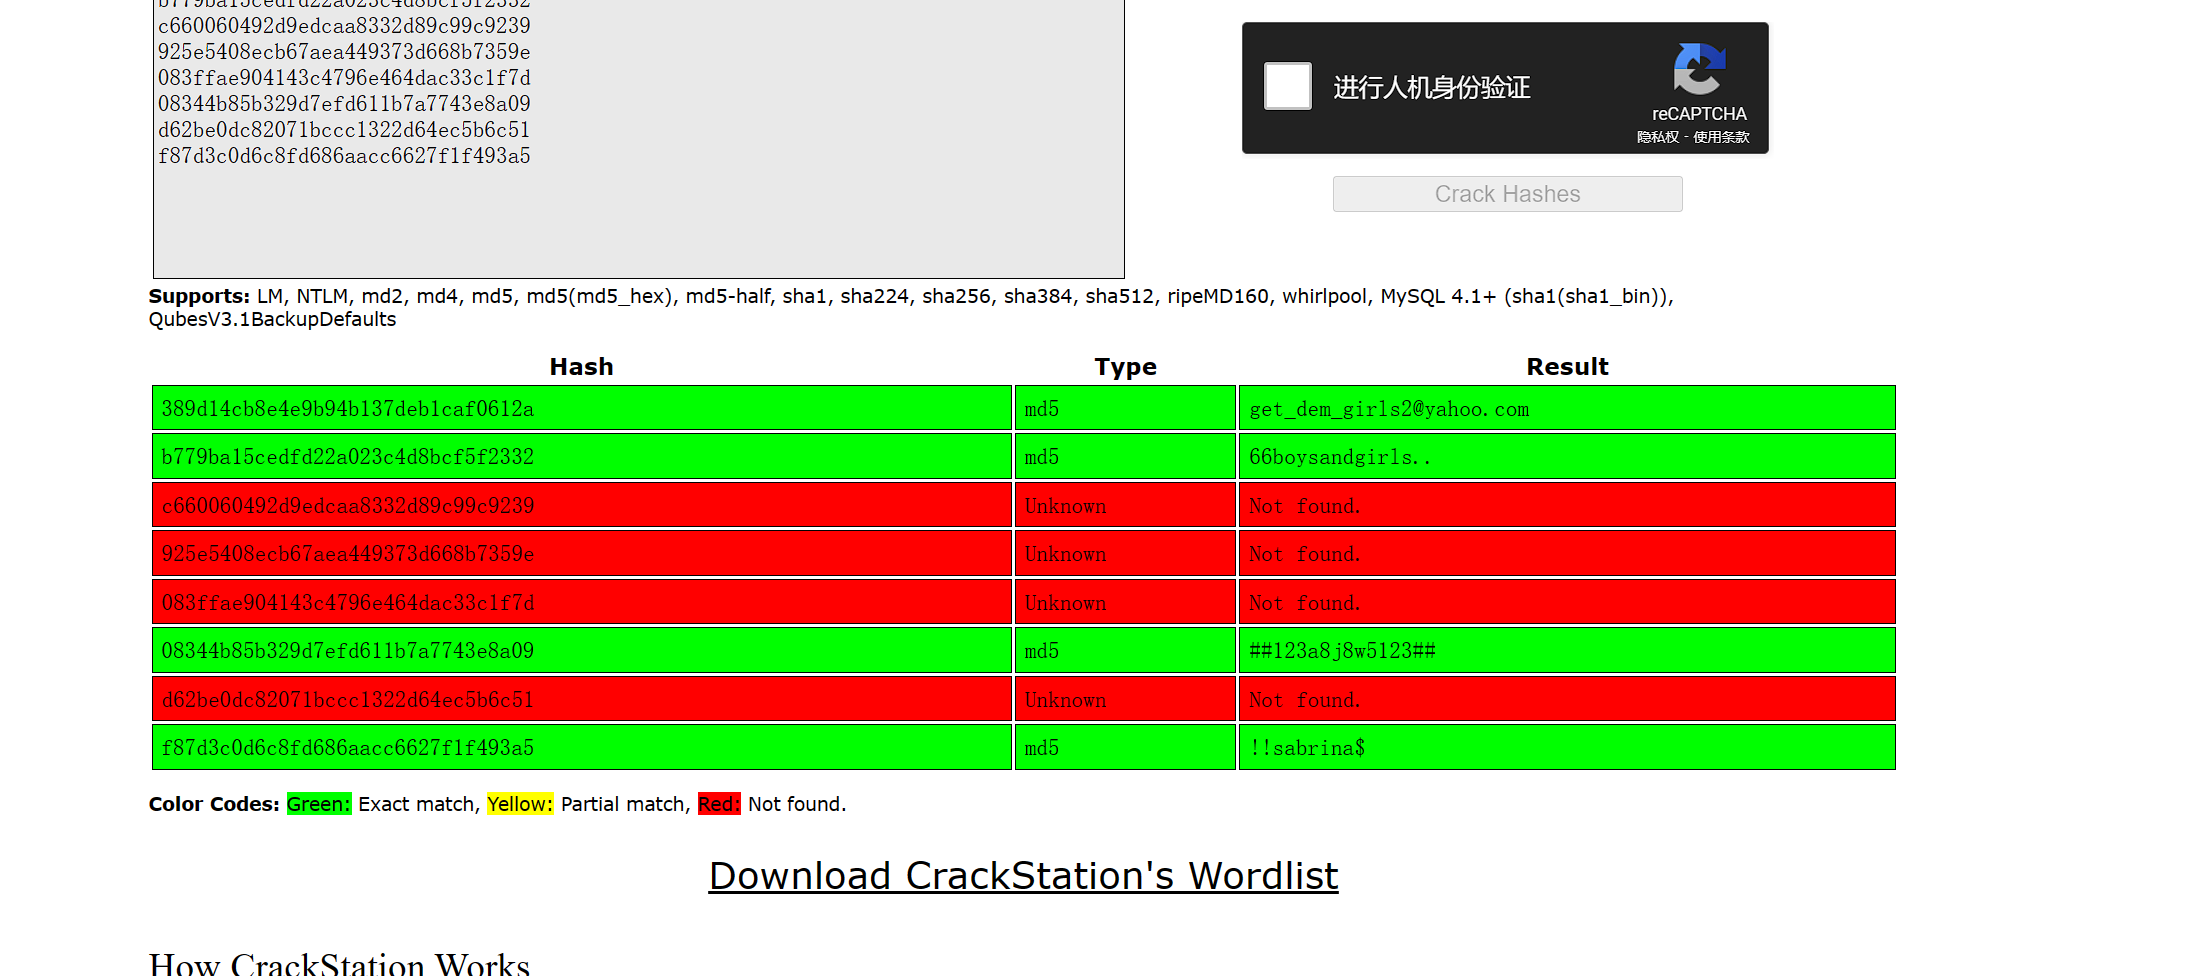 b779ba15cedfd22a023c4d8bcf5f2332
c660060492d9edcaa8332d89c99c9239
925e5408ecb67aea449373d668b7359e
083ffae904143c4796e464dac33c1f7d
08344b85b329d7efd611b7a7743e8a09
d62be0dc82071bccc1322d64ec5b6c51
f87d3c0d6c8fd686aacc6627f1f493a5
进行人机身份验证
reCAPTCHA
隐私权 - 使用条款
Crack Hashes
Supports: LM, NTLM, md2, md4, md5, md5(md5_hex), md5-half, sha1, sha224, sha256, sha384, sha512, ripeMD160, whirlpool, MySQL 4.1+ (sha1(sha1_bin)),
QubesV3.1BackupDefaults
Hash Type Result
389d14cb8e4e9b94b137deb1caf0612a md5 get_dem_girls2@yahoo.com
b779ba15cedfd22a023c4d8bcf5f2332 md5 66boysandgirls..
c660060492d9edcaa8332d89c99c9239 Unknown Not found.
925e5408ecb67aea449373d668b7359e Unknown Not found.
083ffae904143c4796e464dac33c1f7d Unknown Not found.
08344b85b329d7efd611b7a7743e8a09 md5 ##123a8j8w5123##
d62be0dc82071bccc1322d64ec5b6c51 Unknown Not found.
f87d3c0d6c8fd686aacc6627f1f493a5 md5 !!sabrina$
Color Codes: Green: Exact match, Yellow: Partial match, Red: Not found.
Download CrackStation's Wordlist
How CrackStation Works